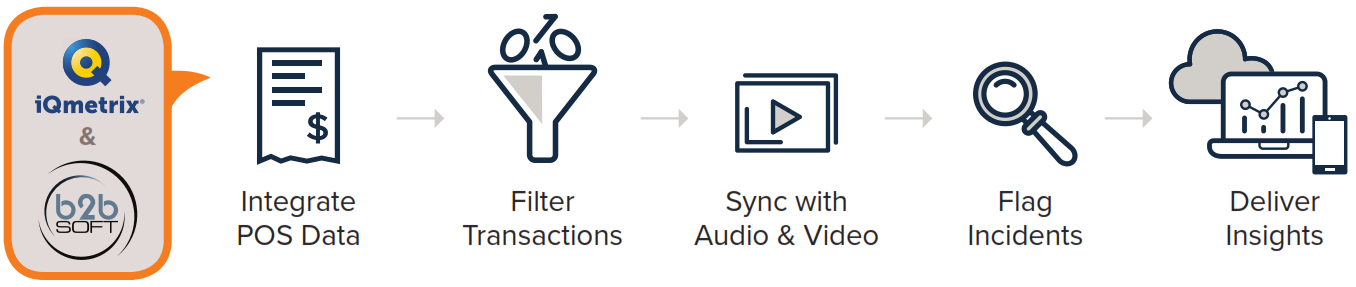 iQmetrix®
&
b2b
SOFT
$
Integrate
POS Data
Filter
Transactions
Sync with
Audio & Video
Flag
Incidents
Deliver
Insights